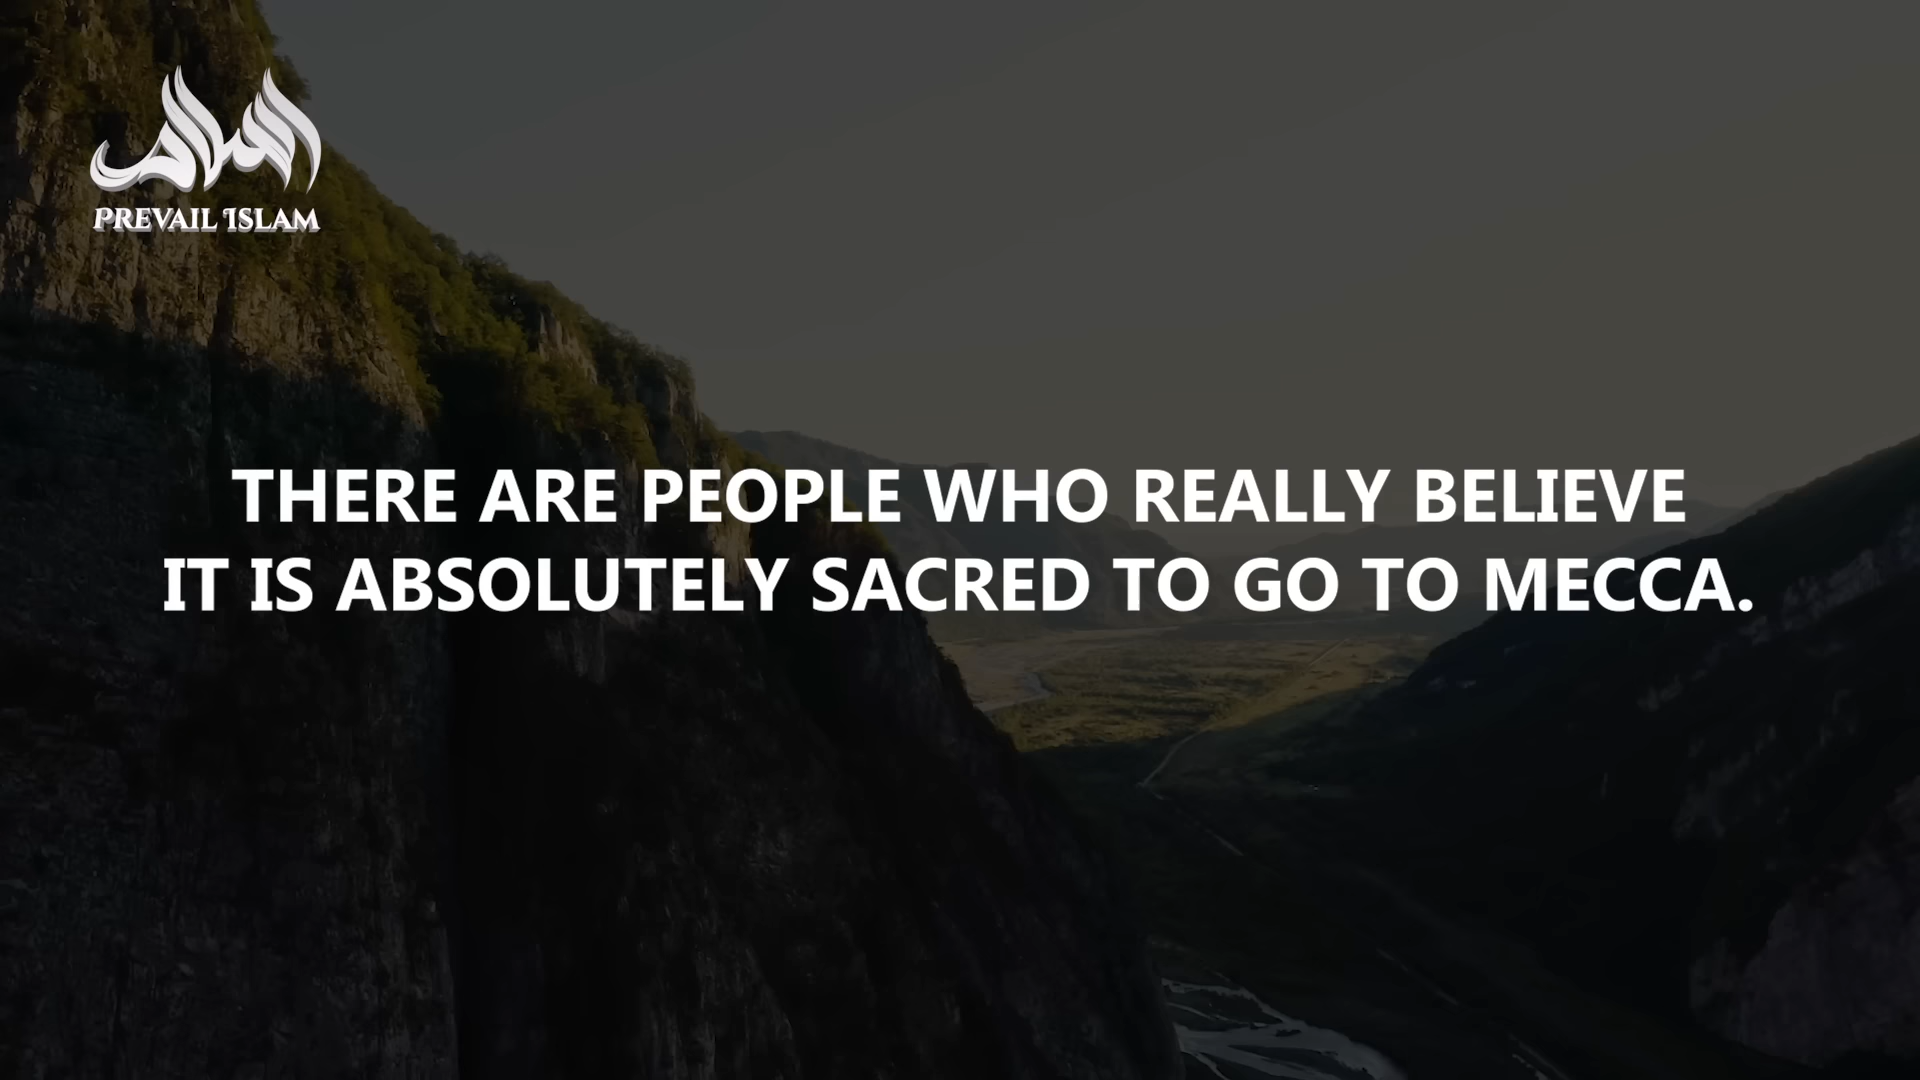 PREVAIL ISLAM
THERE ARE PEOPLE WHO REALLY BELIEVE
IT IS ABSOLUTELY SACRED TO GO TO MECCA.